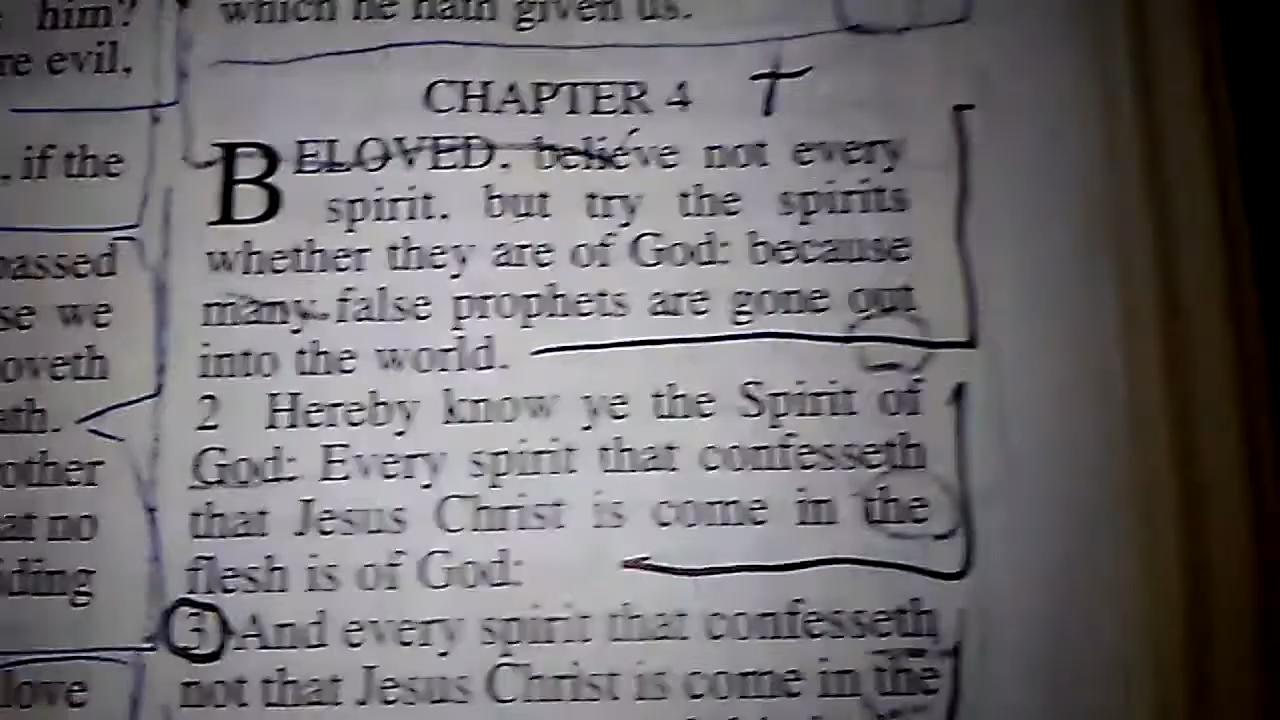 him?
re evil,
, if the
passed
se we
oveth
ath.
other
at no
iding
love
which he hath given us.
CHAPTER 4
BELOVED, believe not every
spirit, but try the spirits
whether they are of God: because
many false prophets are gone out
into the world.
2 Hereby know ye the Spirit of
God: Every spirit that confesseth
that Jesus Christ is come in the
flesh is of God:
3 And every spirit that confesseth
not that Jesus Christ is come in the